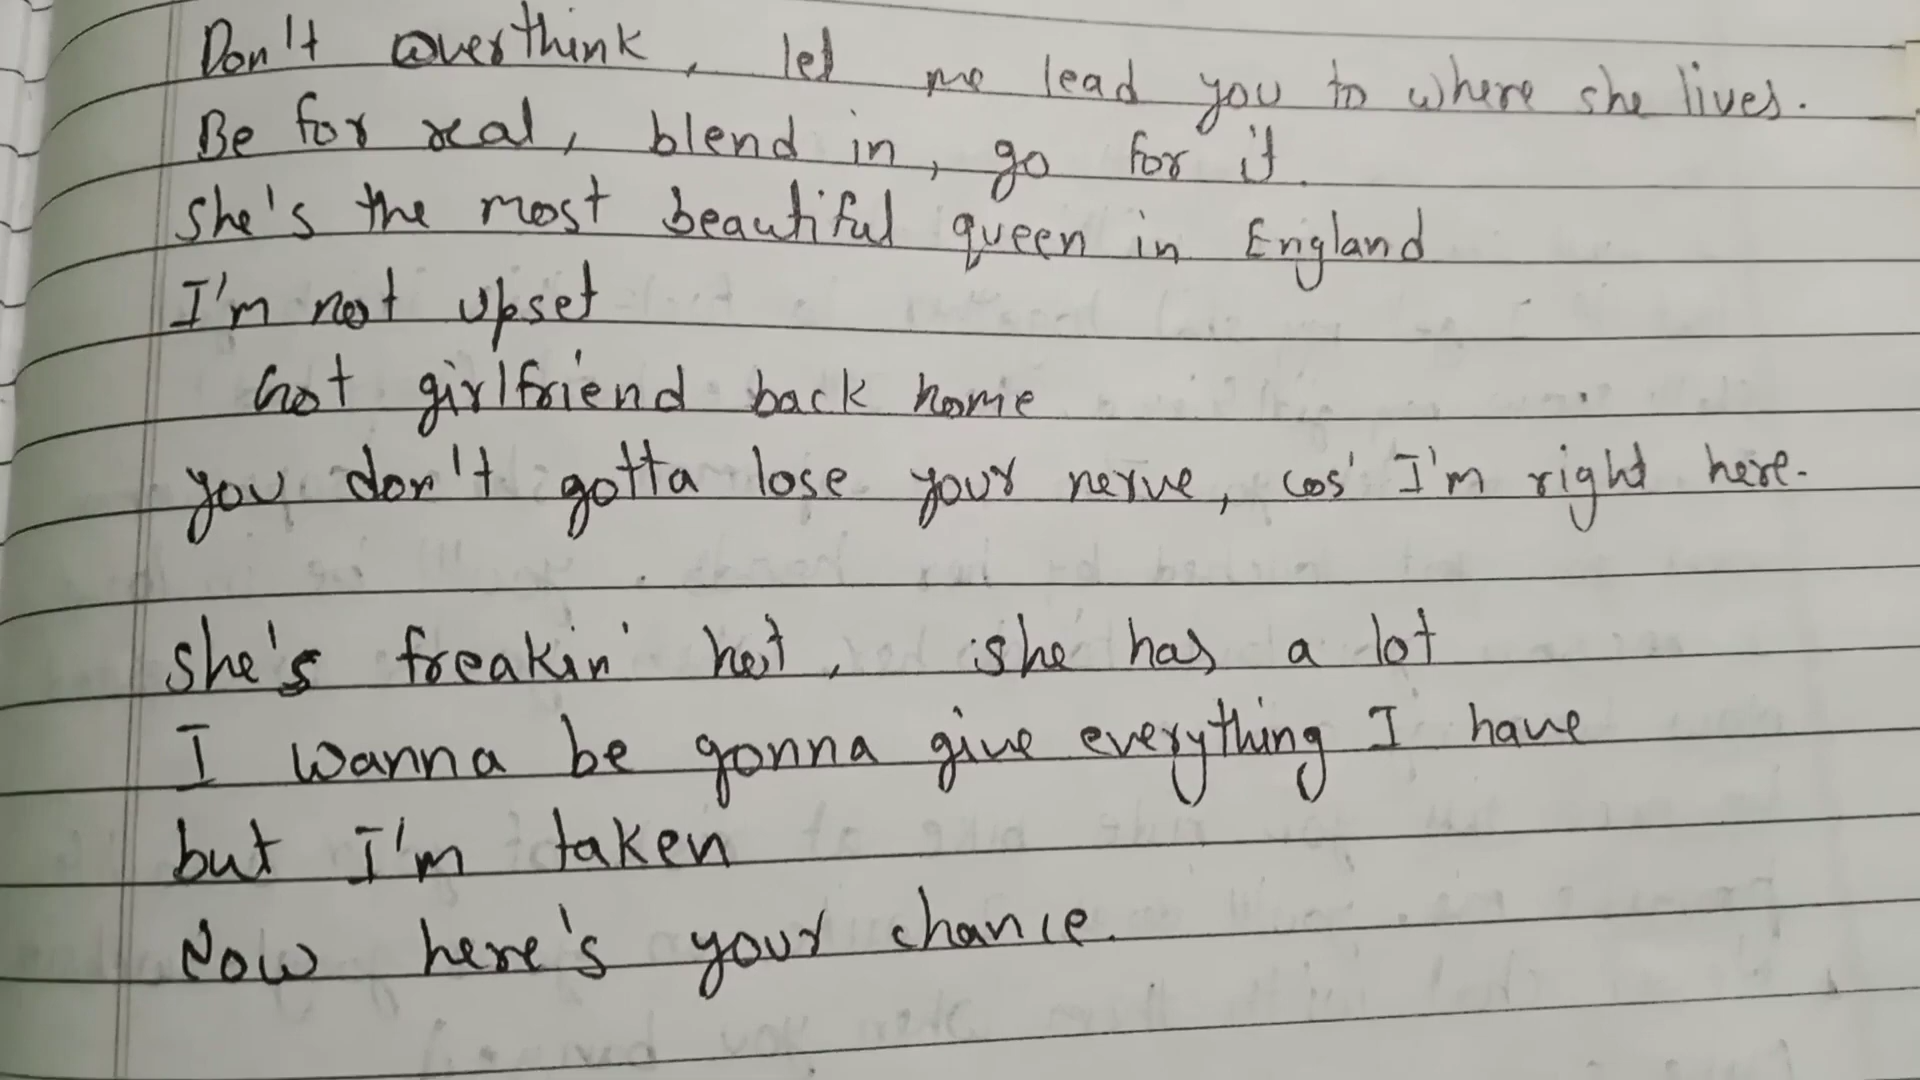 Don't overthink, let me lead you to where she lives.
Be for real, blend in, go for it.
She's the most beautiful queen in England
I'm not upset
hot girlfriend back home
you don't gotta lose your nerve, cos' I'm right here.
She's freakin' hot, she has a lot
I wanna be gonna give everything I have
but I'm taken
Now here's your chance.